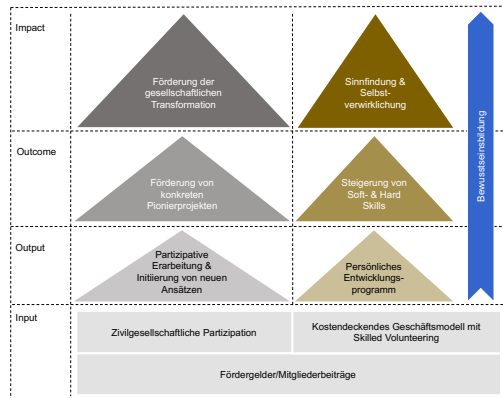 Impact
Förderung der
gesellschaftlichen
Transformation
Sinnfindung &
Selbst-
verwirklichung
Outcome
Förderung von
konkreten
Pionierprojekten
Steigerung von
Soft- & Hard
Skills
Output
Partizipative
Erarbeitung &
Initiierung von neuen
Ansätzen
Persönliches
Entwicklungs-
programm
Input
Zivilgesellschaftliche Partizipation
Kostendeckendes Geschäftsmodell mit
Skilled Volunteering
Fördergelder/Mitgliederbeiträge
Bewusstseinsbildung